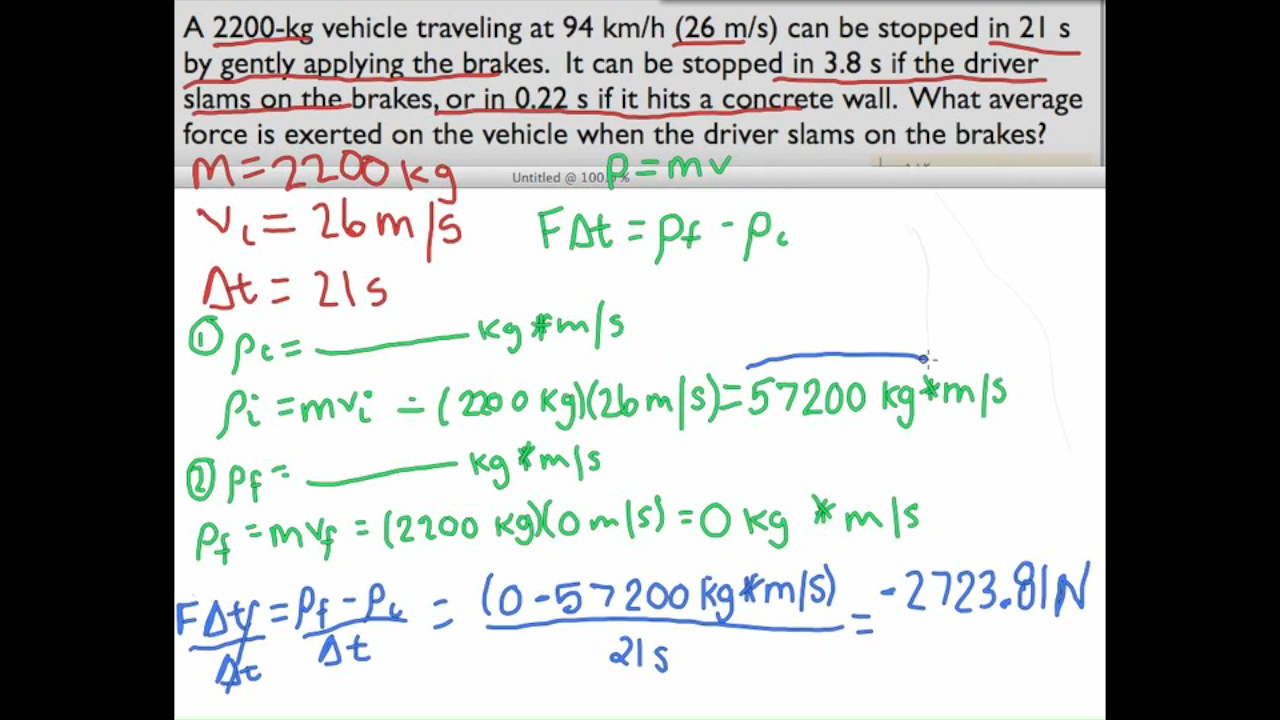 A 2200-kg vehicle traveling at 94 km/h (26 m/s) can be stopped in 21 s
by gently applying the brakes. It can be stopped in 3.8 s if the driver
slams on the brakes, or in 0.22 s if it hits a concrete wall. What average
force is exerted on the vehicle when the driver slams on the brakes?
m = 2200 kg
Untitled @ 100
p = mv
vi = 26 m/s
FΔt = pf - pi
Δt = 21 s
① pi = ______ kg*m/s
pi = mvi = (2200 kg)(26 m/s) = 57200 kg*m/s
② pf = ______ kg*m/s
pf = mvf = (2200 kg)(0 m/s) = 0 kg * m/s
FΔt = pf - pi = (0 - 57200 kg*m/s) = -2723.81 N
Δt Δt 21 s